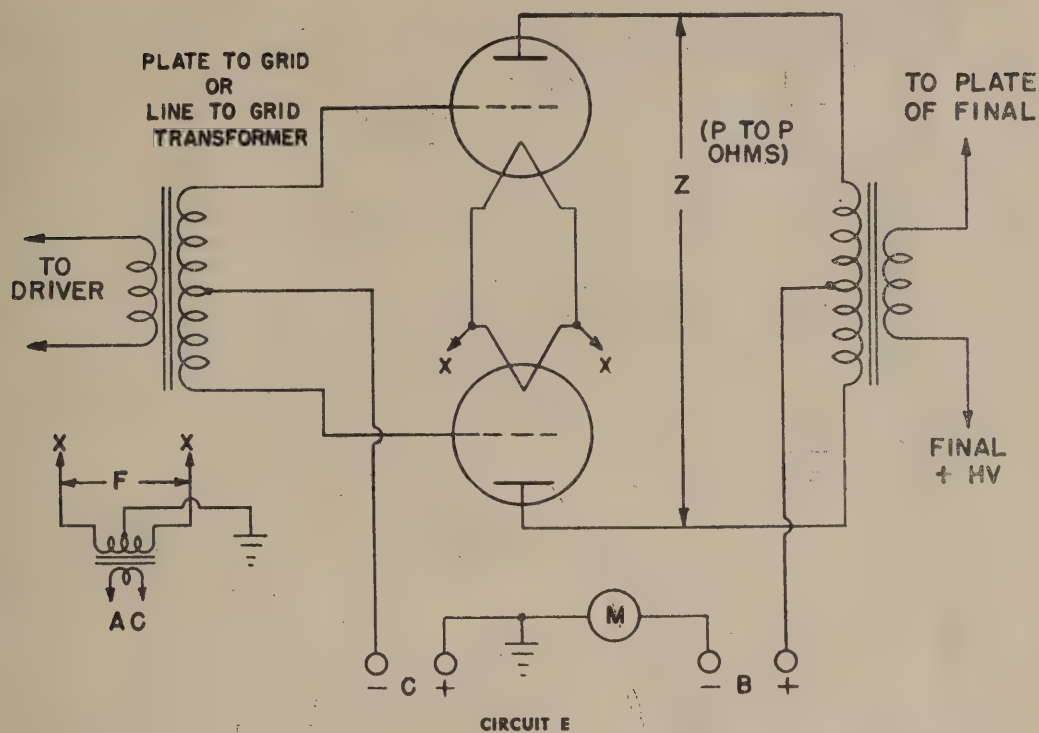 PLATE TO GRID
OR
LINE TO GRID
TRANSFORMER
TO PLATE
OF FINAL
(P TO P
OHMS)
Z
TO
DRIVER
X
X
X
X
F
FINAL
+ HV
AC
M
- C +
- B +
CIRCUIT E